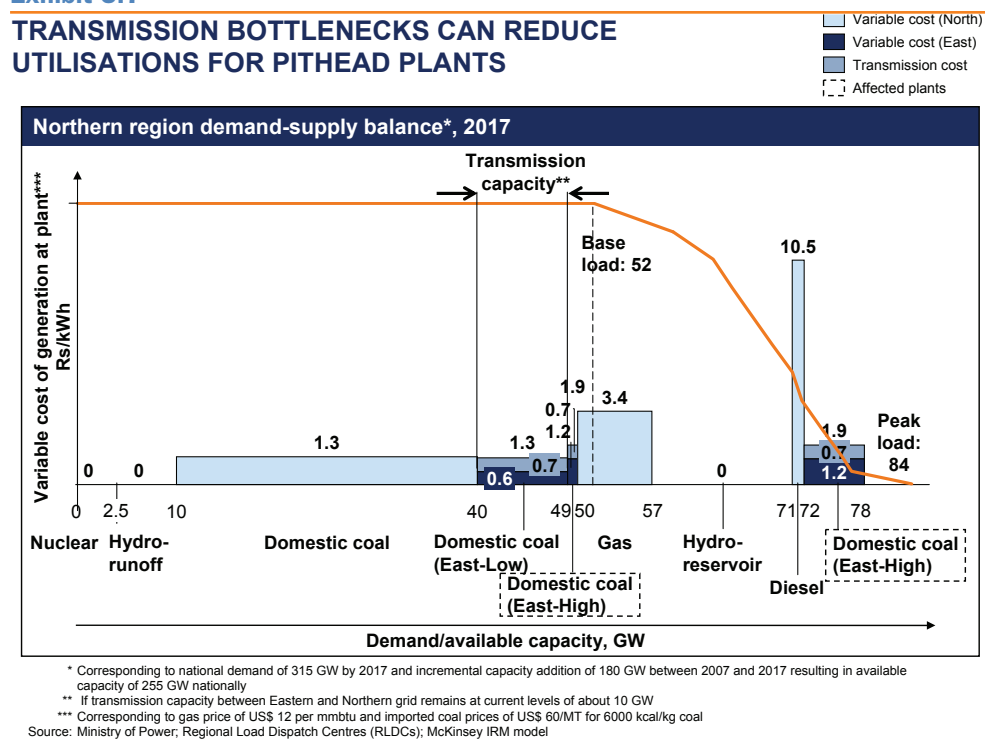 TRANSMISSION BOTTLENECKS CAN REDUCE
UTILISATIONS FOR PITHEAD PLANTS
Variable cost (North)
Variable cost (East)
Transmission cost
Affected plants
Northern region demand-supply balance*, 2017
Variable cost of generation at plant***
Rs/kWh
Transmission
capacity**
Base
load: 52
10.5
1.9
0.7
1.2
3.4
1.3
1.3
0.7
0.6
0
0
0
1.9
0.7
1.2
Peak
load:
84
0
2.5
10
40
49
50
57
71
72
78
Nuclear
Hydro-
runoff
Domestic coal
Domestic coal
(East-Low)
Domestic coal
(East-High)
Gas
Hydro-
reservoir
Diesel
Domestic coal
(East-High)
Demand/available capacity, GW
* Corresponding to national demand of 315 GW by 2017 and incremental capacity addition of 180 GW between 2007 and 2017 resulting in available
capacity of 255 GW nationally
** If transmission capacity between Eastern and Northern grid remains at current levels of about 10 GW
*** Corresponding to gas price of US$ 12 per mmbtu and imported coal prices of US$ 60/MT for 6000 kcal/kg coal
Source: Ministry of Power; Regional Load Dispatch Centres (RLDCs); McKinsey IRM model